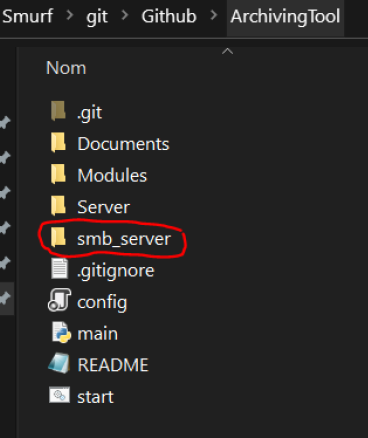 Smurf > git > Github > ArchivingTool
Nom
.git
Documents
Modules
Server
smb_server
.gitignore
config
main
README
start